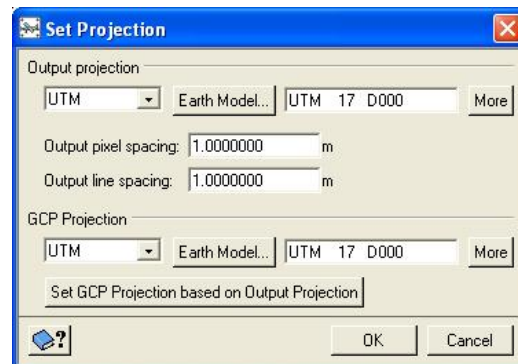 Set Projection
Output projection
UTM Earth Model... UTM 17 D000 More
Output pixel spacing: 1.0000000 m
Output line spacing: 1.0000000 m
GCP Projection
UTM Earth Model... UTM 17 D000 More
Set GCP Projection based on Output Projection
? OK Cancel